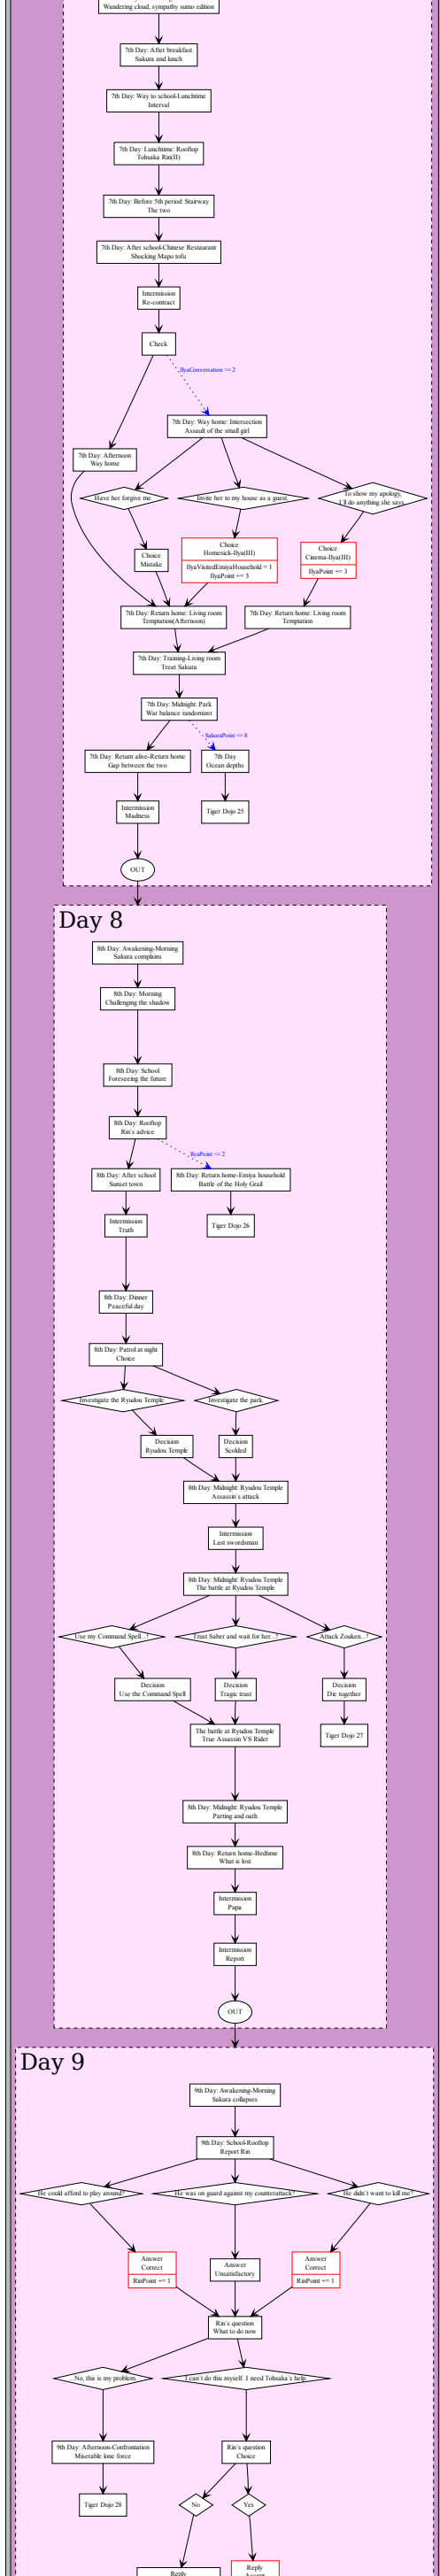 Wandering cloud, sympathy sumo edition
7th Day: After breakfast
Sakura and lunch
7th Day: Way to school-Lunchtime
Interval
7th Day: Lunchtime: Rooftop
Tohsaka Rin(II)
7th Day: Before 5th period: Stairway
The two
7th Day: After school-Chinese Restaurant
Shocking Mapo tofu
Intermission
Re-contract
Check
IlyaConversation >= 2
7th Day: Way home: Intersection
Assault of the small girl
7th Day: Afternoon
Way home
Have her forgive me.
Invite her to my house as a guest.
To show my apology,
I'll do anything she says.
Choice
Mistake
Choice
Homesick-Ilya(III)
IlyaVisitedEmiyaHousehold = 1
IlyaPoint += 3
Choice
Cinema-Ilya(III)
IlyaPoint += 3
7th Day: Return home: Living room
Temptation(Afternoon)
7th Day: Return home: Living room
Temptation
7th Day: Training-Living room
Treat Sakura
7th Day: Midnight: Park
War balance randomizer
SakuraPoint <= 8
7th Day: Return alive-Return home
Gap between the two
7th Day
Ocean depths
Intermission
Madness
Tiger Dojo 25
OUT
Day 8
8th Day: Awakening-Morning
Sakura complains
8th Day: Morning
Challenging the shadow
8th Day: School
Foreseeing the future
8th Day: Rooftop
Rin's advice
IlyaPoint <= 2
8th Day: After school
Sunset town
8th Day: Return home-Emiya household
Battle of the Holy Grail
Intermission
Truth
Tiger Dojo 26
8th Day: Dinner
Peaceful day
8th Day: Patrol at night
Choice
Investigate the Ryudou Temple.
Investigate the park.
Decision
Ryudou Temple
Decision
Scolded
8th Day: Midnight: Ryudou Temple
Assassin's attack
Intermission
Last swordsman
8th Day: Midnight: Ryudou Temple
The battle at Ryudou Temple
Use my Command Spell...!
Trust Saber and wait for her...!
Attack Zouken...!
Decision
Use the Command Spell
Decision
Tragic trust
Decision
Die together
The battle at Ryudou Temple
True Assassin VS Rider
Tiger Dojo 27
8th Day: Midnight: Ryudou Temple
Parting and oath
8th Day: Return home-Bedtime
What is lost
Intermission
Pupa
Intermission
Report
OUT
Day 9
9th Day: Awakening-Morning
Sakura collapses
9th Day: School-Rooftop
Report Rin
He could afford to play around?
He was on guard against my counterattack?
He didn't want to kill me?
Answer
Correct
RinPoint += 1
Answer
Unsatisfactory
Answer
Correct
RinPoint += 1
Rin's question
What to do now
No, this is my problem.
I can't do this myself. I need Tohsaka's help.
9th Day: Afternoon-Confrontation
Miserable lone force
Rin's question
Choice
Tiger Dojo 28
No
Yes
Reply
Reply
Accept